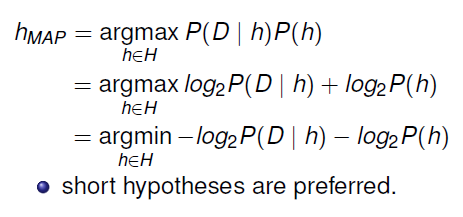 h_MAP = argmax P(D | h)P(h)
h∈H
= argmax log₂P(D | h) + log₂P(h)
h∈H
= argmin −log₂P(D | h) − log₂P(h)
h∈H
short hypotheses are preferred.